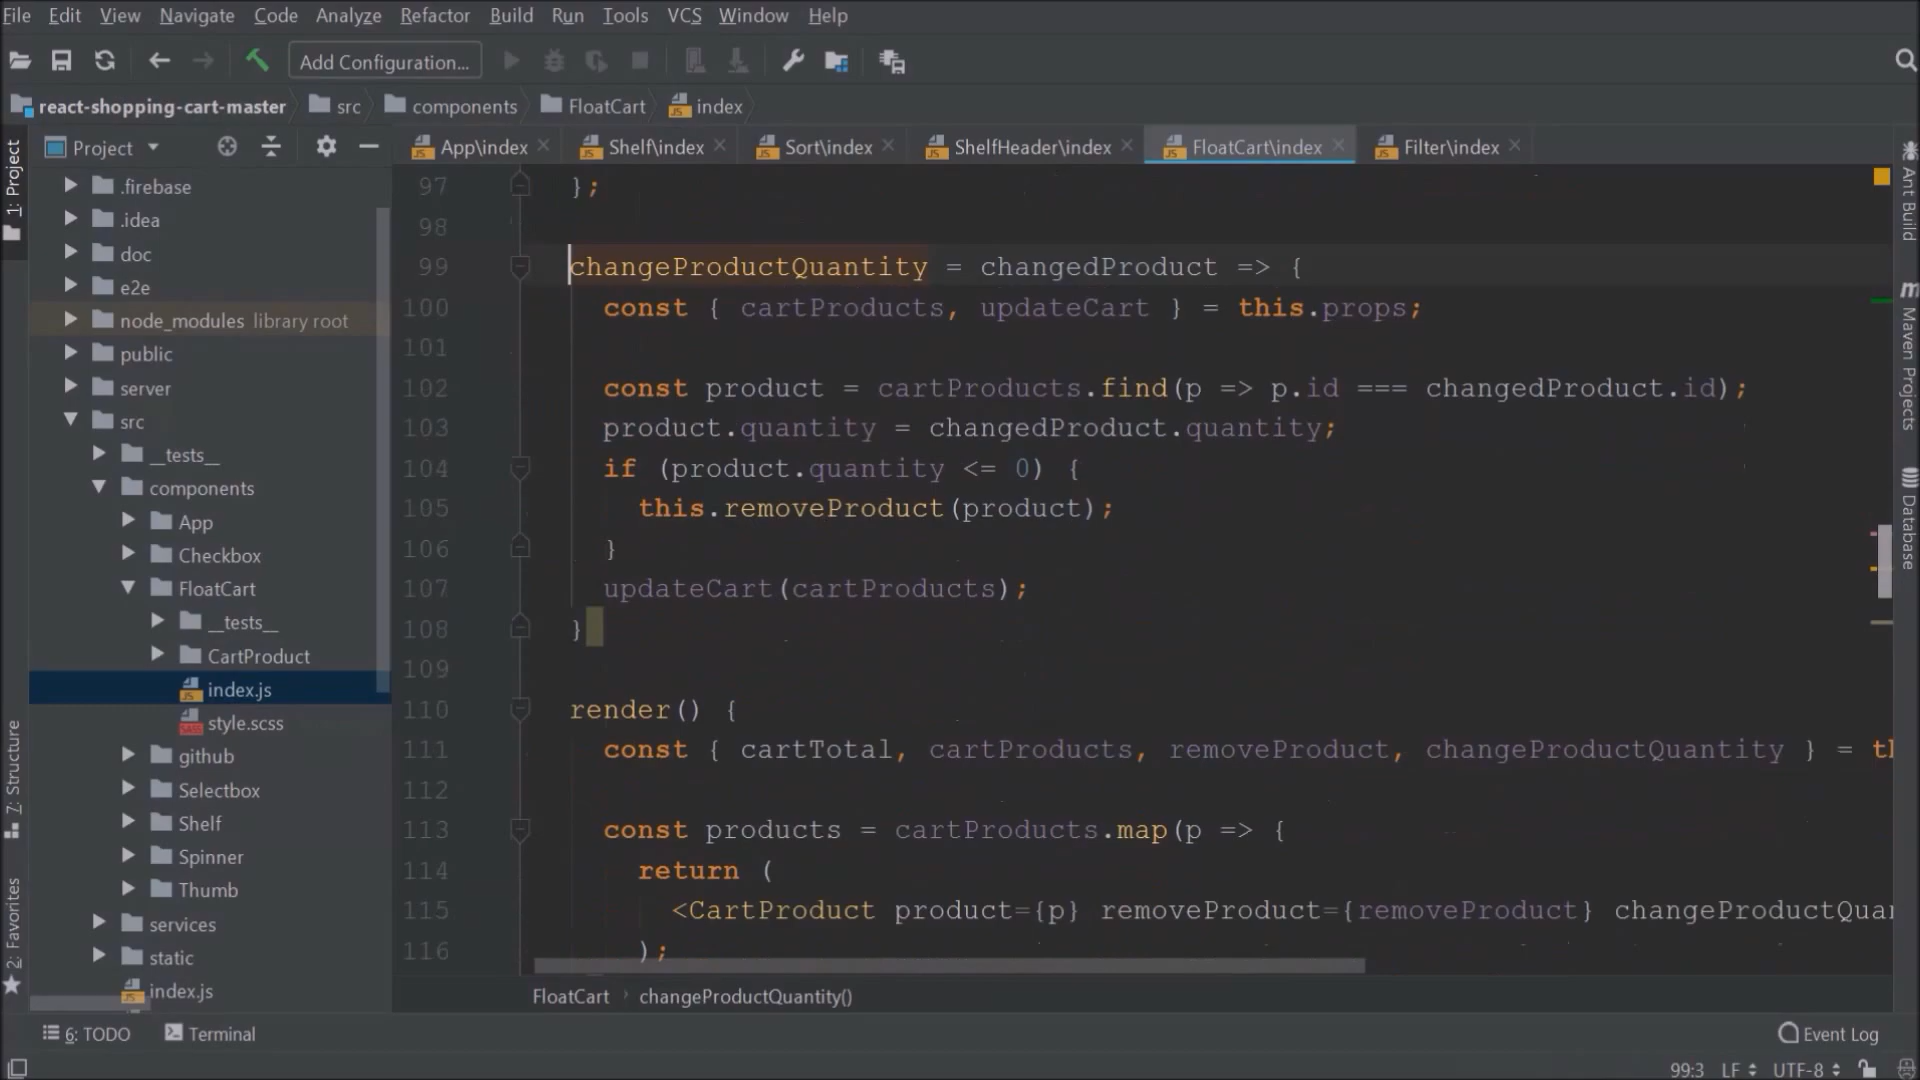 File Edit View Navigate Code Analyze Refactor Build Run Tools VCS Window Help
Add Configuration...
react-shopping-cart-master src components FloatCart index
Project
App\index Shelf\index Sort\index ShelfHeader\index FloatCart\index Filter\index
1: Project
7: Structure
2: Favorites
.firebase
.idea
doc
e2e
node_modules library root
public
server
src
__tests__
components
App
Checkbox
FloatCart
__tests__
CartProduct
index.js
style.scss
github
Selectbox
Shelf
Spinner
Thumb
services
static
index.js
97 };
98
99 changeProductQuantity = changedProduct => {
100 const { cartProducts, updateCart } = this.props;
101
102 const product = cartProducts.find(p => p.id === changedProduct.id);
103 product.quantity = changedProduct.quantity;
104 if (product.quantity <= 0) {
105 this.removeProduct(product);
106 }
107 updateCart(cartProducts);
108 }
109
110 render() {
111 const { cartTotal, cartProducts, removeProduct, changeProductQuantity } = th
112
113 const products = cartProducts.map(p => {
114 return (
115 <CartProduct product={p} removeProduct={removeProduct} changeProductQuan
116 );
FloatCart changeProductQuantity()
Ant Build
Maven Projects
Database
6: TODO Terminal Event Log
99:3 LF UTF-8